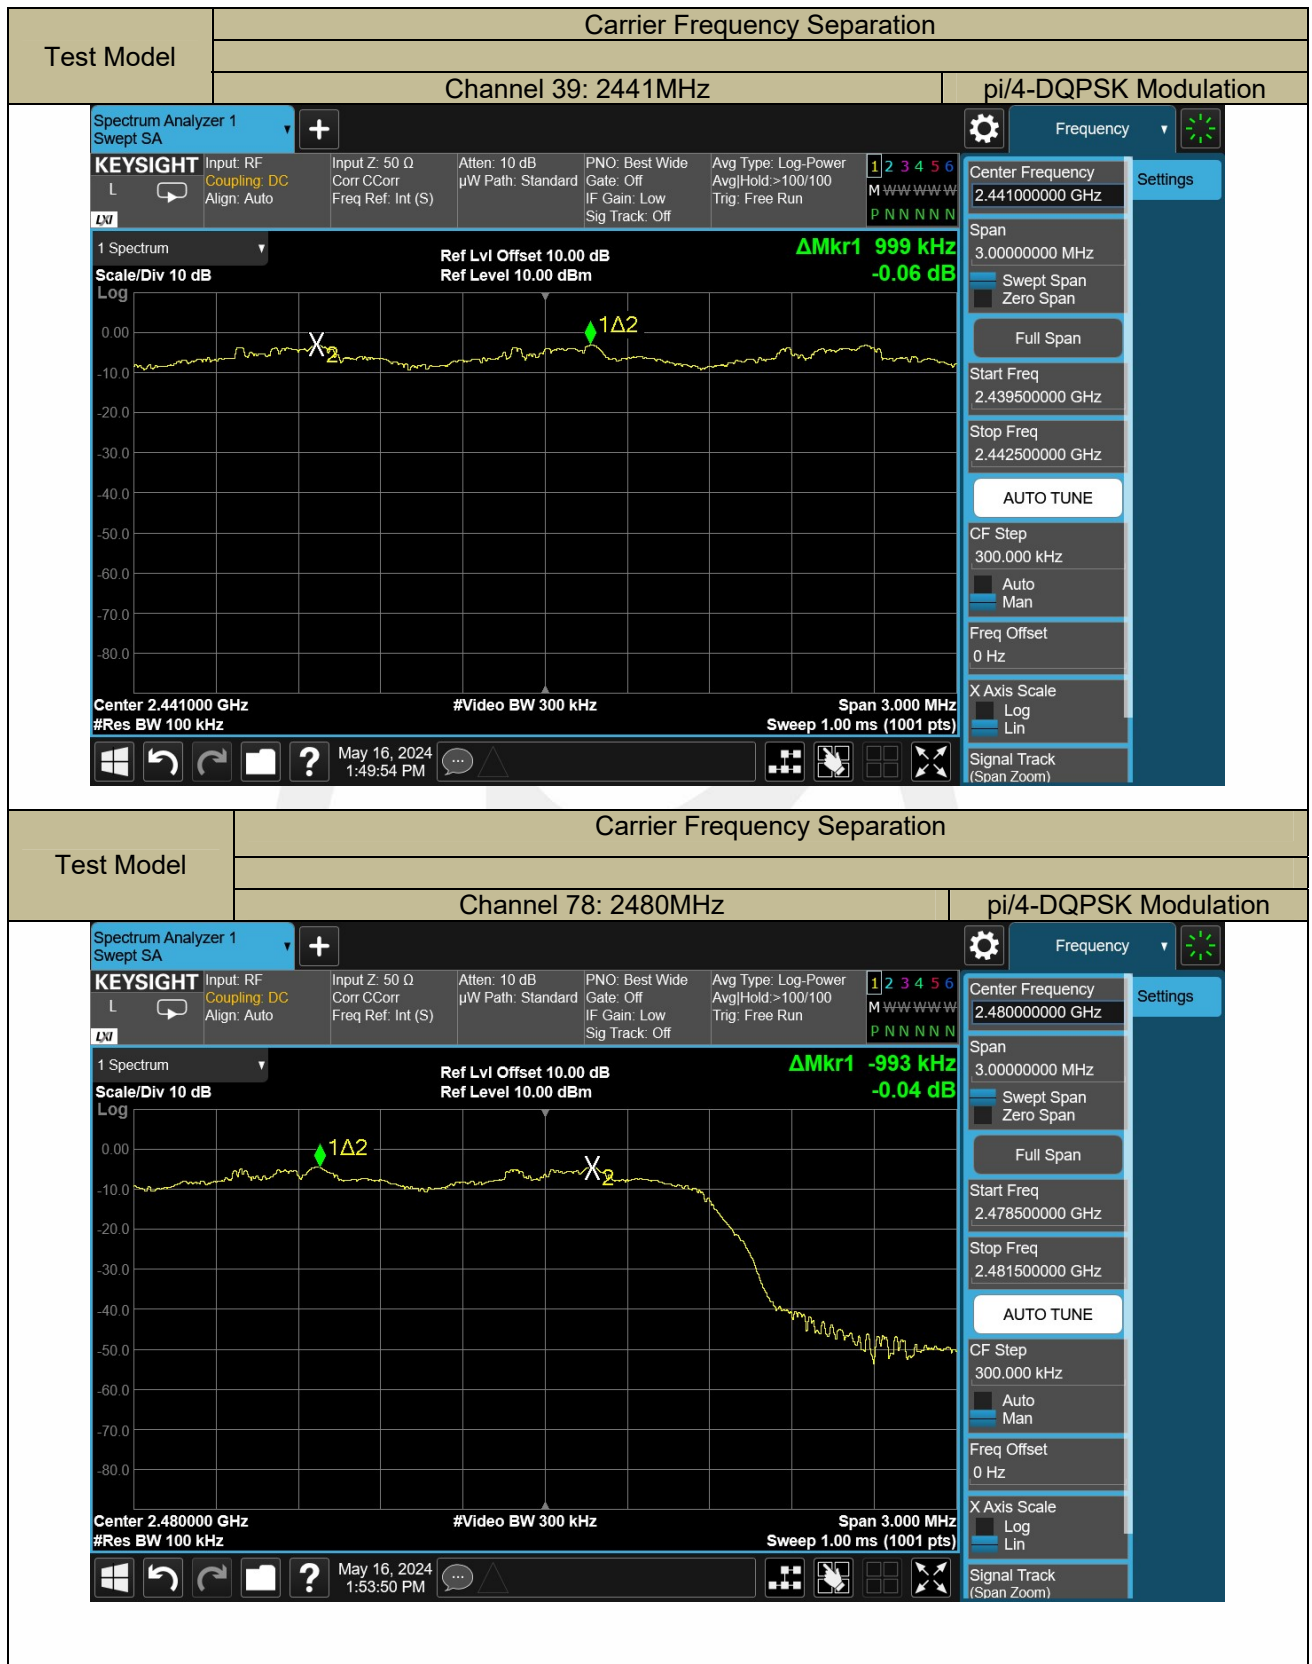 Test Model
Carrier Frequency Separation
Channel 39: 2441MHz
pi/4-DQPSK Modulation
Spectrum Analyzer 1
Swept SA
+
Frequency
KEYSIGHT
L
LXI
Input: RF
Coupling: DC
Align: Auto
Input Z: 50 Ω
Corr CCorr
Freq Ref: Int (S)
Atten: 10 dB
µW Path: Standard
PNO: Best Wide
Gate: Off
IF Gain: Low
Sig Track: Off
Avg Type: Log-Power
Avg|Hold:>100/100
Trig: Free Run
1 2 3 4 5 6
M W W W W W
P N N N N N
1 Spectrum
Scale/Div 10 dB
Ref Lvl Offset 10.00 dB
Ref Level 10.00 dBm
ΔMkr1 999 kHz
-0.06 dB
Log
0.00
-10.0
-20.0
-30.0
-40.0
-50.0
-60.0
-70.0
-80.0
X2
1Δ2
Center 2.441000 GHz
#Res BW 100 kHz
#Video BW 300 kHz
Span 3.000 MHz
Sweep 1.00 ms (1001 pts)
?
May 16, 2024
1:49:54 PM
Center Frequency
2.441000000 GHz
Settings
Span
3.00000000 MHz
Swept Span
Zero Span
Full Span
Start Freq
2.439500000 GHz
Stop Freq
2.442500000 GHz
AUTO TUNE
CF Step
300.000 kHz
Auto
Man
Freq Offset
0 Hz
X Axis Scale
Log
Lin
Signal Track
(Span Zoom)
Test Model
Carrier Frequency Separation
Channel 78: 2480MHz
pi/4-DQPSK Modulation
Spectrum Analyzer 1
Swept SA
+
Frequency
KEYSIGHT
L
LXI
Input: RF
Coupling: DC
Align: Auto
Input Z: 50 Ω
Corr CCorr
Freq Ref: Int (S)
Atten: 10 dB
µW Path: Standard
PNO: Best Wide
Gate: Off
IF Gain: Low
Sig Track: Off
Avg Type: Log-Power
Avg|Hold:>100/100
Trig: Free Run
1 2 3 4 5 6
M W W W W W
P N N N N N
1 Spectrum
Scale/Div 10 dB
Ref Lvl Offset 10.00 dB
Ref Level 10.00 dBm
ΔMkr1 -993 kHz
-0.04 dB
Log
0.00
-10.0
-20.0
-30.0
-40.0
-50.0
-60.0
-70.0
-80.0
1Δ2
X2
Center 2.480000 GHz
#Res BW 100 kHz
#Video BW 300 kHz
Span 3.000 MHz
Sweep 1.00 ms (1001 pts)
?
May 16, 2024
1:53:50 PM
Center Frequency
2.480000000 GHz
Settings
Span
3.00000000 MHz
Swept Span
Zero Span
Full Span
Start Freq
2.478500000 GHz
Stop Freq
2.481500000 GHz
AUTO TUNE
CF Step
300.000 kHz
Auto
Man
Freq Offset
0 Hz
X Axis Scale
Log
Lin
Signal Track
(Span Zoom)